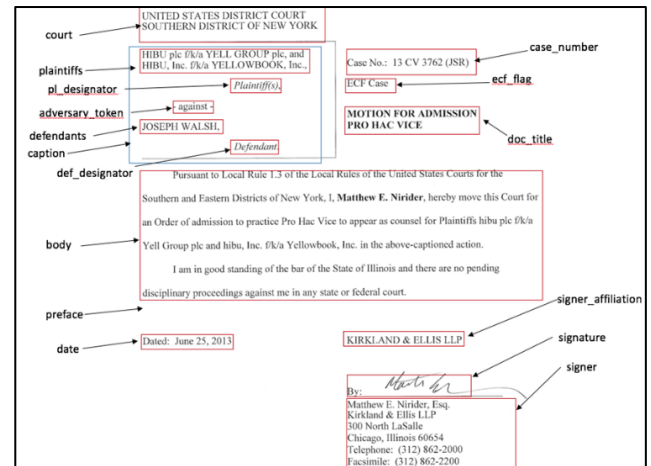 UNITED STATES DISTRICT COURT
SOUTHERN DISTRICT OF NEW YORK
court
case_number
HIBU plc f/k/a YELL GROUP plc, and
HIBU, Inc. f/k/a YELLOWBOOK, Inc.,
Case No.: 13 CV 3762 (JSR)
plaintiffs
pl_designator
Plaintiff(s),
ECF Case
ecf_flag
adversary_token
- against -
MOTION FOR ADMISSION
PRO HAC VICE
defendants
JOSEPH WALSH,
doc_title
caption
def_designator
Defendant.
Pursuant to Local Rule 1.3 of the Local Rules of the United States Courts for the
Southern and Eastern Districts of New York, I, Matthew E. Nirider, hereby move this Court for
an Order of admission to practice Pro Hac Vice to appear as counsel for Plaintiffs hibu plc f/k/a
body
Yell Group plc and hibu, Inc. f/k/a Yellowbook, Inc. in the above-captioned action.
I am in good standing of the bar of the State of Illinois and there are no pending
disciplinary proceedings against me in any state or federal court.
signer_affiliation
preface
date
Dated: June 25, 2013
KIRKLAND & ELLIS LLP
signature
signer
By:
Matthew E. Nirider, Esq.
Kirkland & Ellis LLP
300 North LaSalle
Chicago, Illinois 60654
Telephone: (312) 862-2000
Facsimile: (312) 862-2200